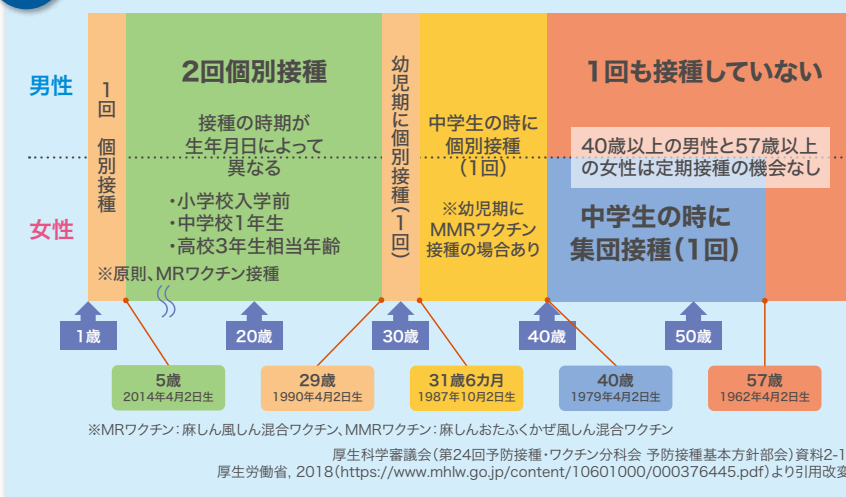 男性
女性
1回 個別接種
2回個別接種
接種の時期が
生年月日によって
異なる
・小学校入学前
・中学校1年生
・高校3年生相当年齢
※原則、MRワクチン接種
幼児期に個別接種(1回)
中学生の時に
個別接種
(1回)
※幼児期に
MMRワクチン
接種の場合あり
1回も接種していない
40歳以上の男性と57歳以上
の女性は定期接種の機会なし
中学生の時に
集団接種(1回)
1歳
20歳
30歳
40歳
50歳
5歳
2014年4月2日生
29歳
1990年4月2日生
31歳6カ月
1987年10月2日生
40歳
1979年4月2日生
57歳
1962年4月2日生
※MRワクチン:麻しん風しん混合ワクチン、MMRワクチン:麻しんおたふくかぜ風しん混合ワクチン
厚生科学審議会(第24回予防接種・ワクチン分科会 予防接種基本方針部会)資料2-1
厚生労働省, 2018(https://www.mhlw.go.jp/content/10601000/000376445.pdf)より引用改変